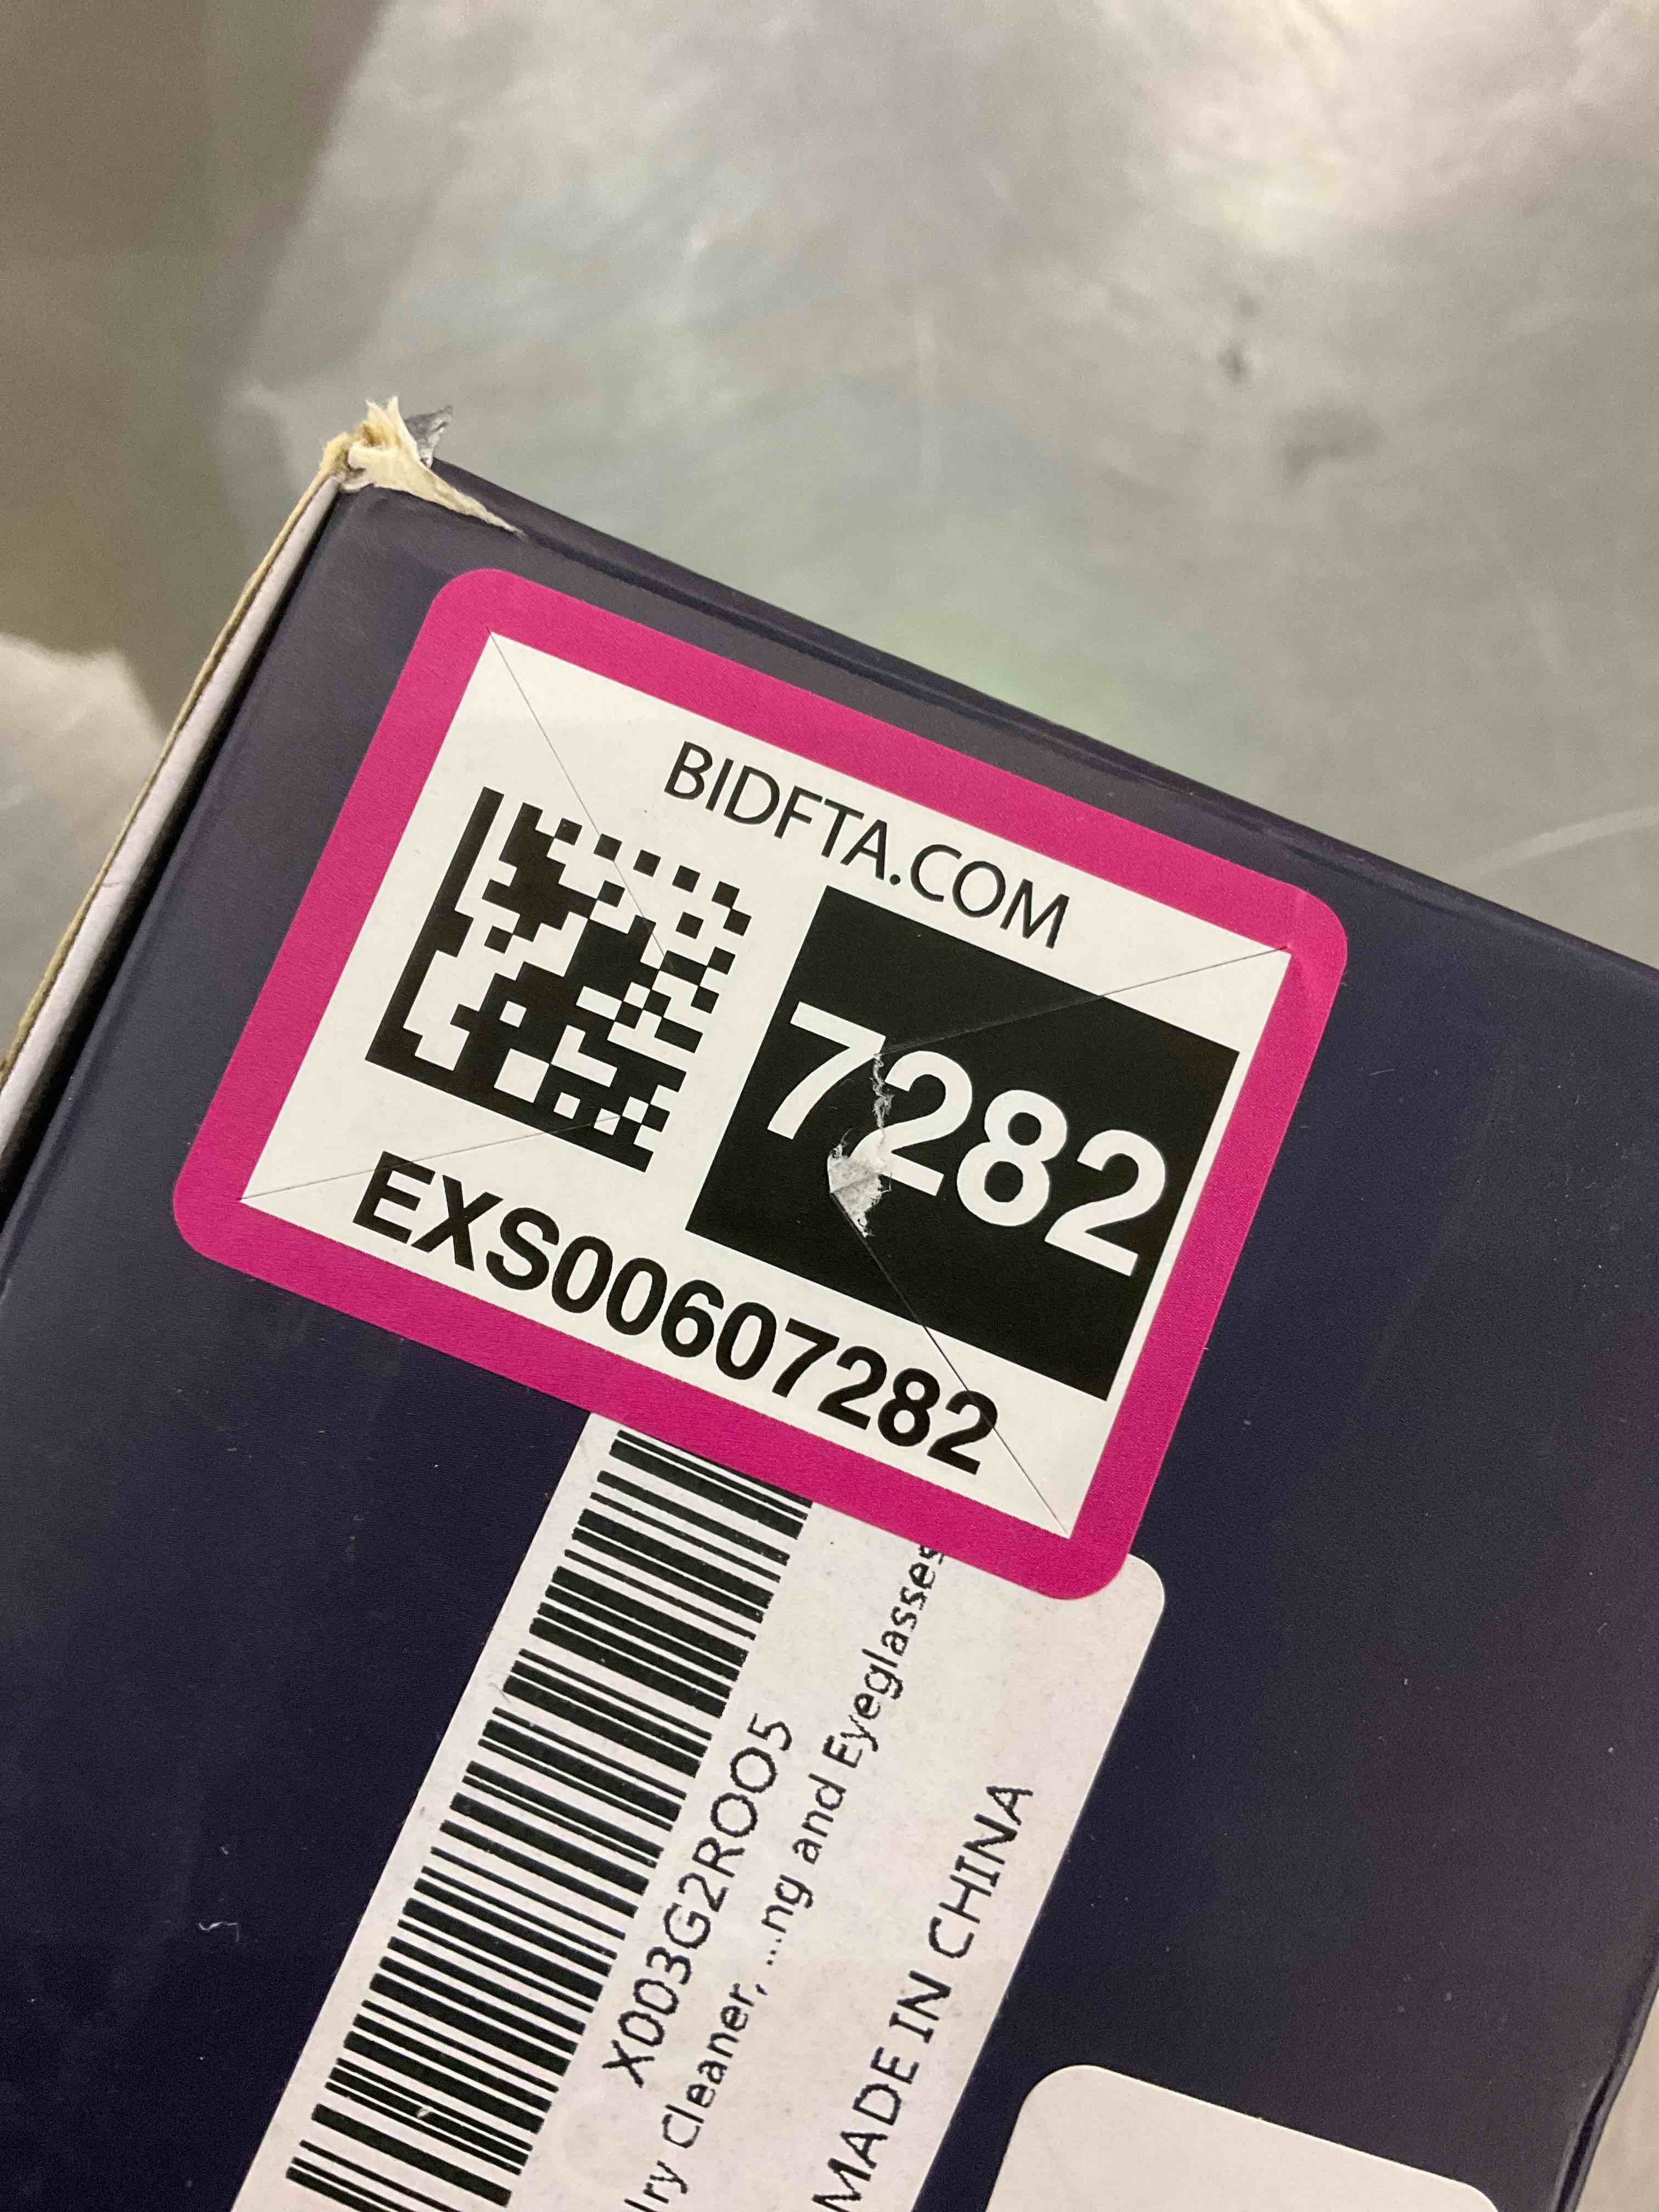 BIDFTA.COM
7282
EXS00607282
X003G2ROO5
Cleaner, ...ng and Eyeglasses
MADE IN CHINA